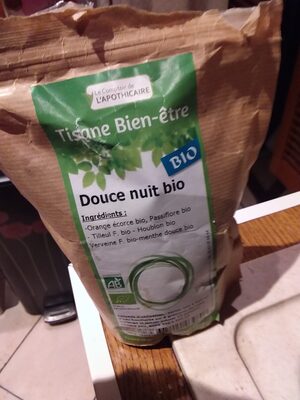 Le Comptoir de
L'APOTHICAIRE
Tisane Bien-être
BIO
Douce nuit bio
Ingrédients :
-Orange écorce bio, Passiflore bio
- Tilleul F. bio - Houblon bio
- Verveine F. bio-menthe douce bio
AB